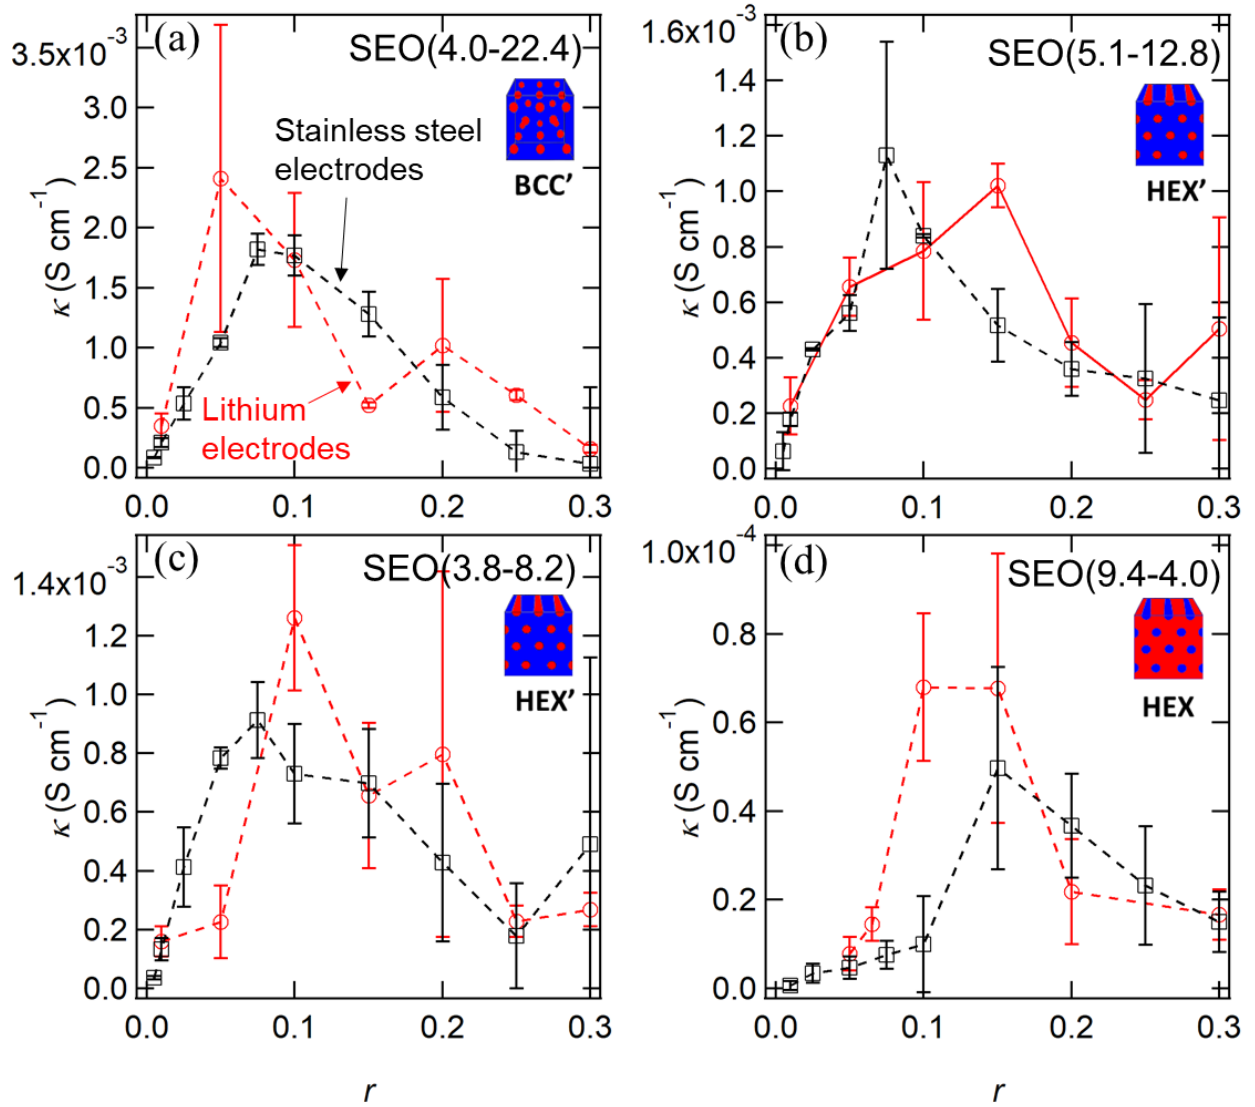 (a)
SEO(4.0-22.4)
3.5x10⁻³
3.0
2.5
2.0
1.5
1.0
0.5
0.0
κ (S cm⁻¹)
Stainless steel
electrodes
BCC’
Lithium
electrodes
0.0 0.1 0.2 0.3
(b)
SEO(5.1-12.8)
1.6x10⁻³
1.4
1.2
1.0
0.8
0.6
0.4
0.2
0.0
κ (S cm⁻¹)
HEX’
0.0 0.1 0.2 0.3
(c)
SEO(3.8-8.2)
1.4x10⁻³
1.2
1.0
0.8
0.6
0.4
0.2
0.0
κ (S cm⁻¹)
HEX’
0.0 0.1 0.2 0.3
r
(d)
SEO(9.4-4.0)
1.0x10⁻⁴
0.8
0.6
0.4
0.2
0.0
κ (S cm⁻¹)
HEX
0.0 0.1 0.2 0.3
r